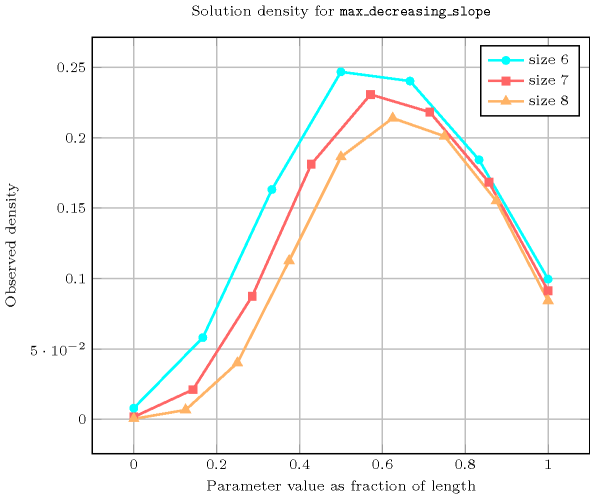 Solution density for max_decreasing_slope
size 6
size 7
size 8
0.25
0.2
0.15
0.1
5 · 10⁻²
0
Observed density
0 0.2 0.4 0.6 0.8 1
Parameter value as fraction of length